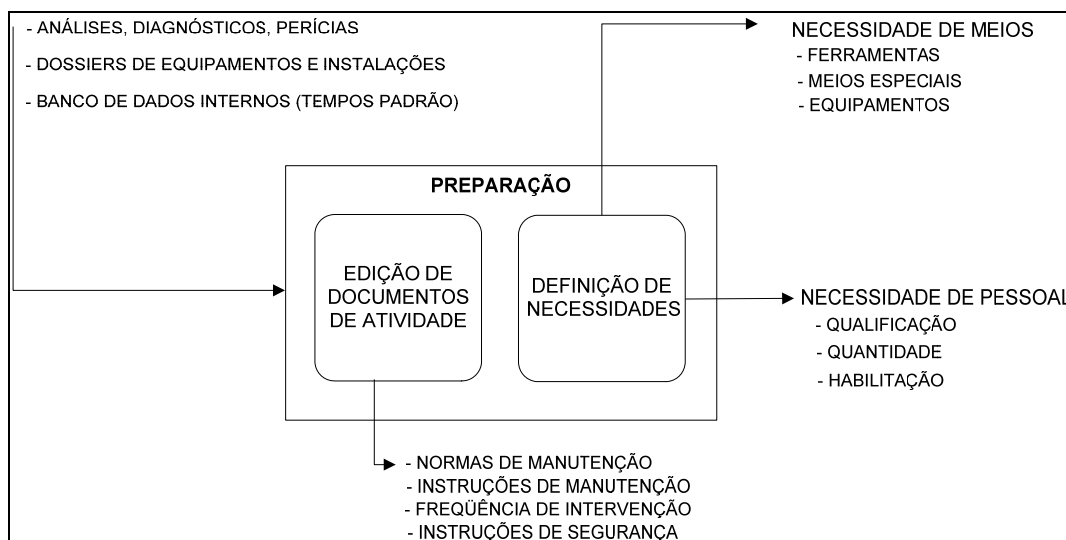 - ANÁLISES, DIAGNÓSTICOS, PERÍCIAS
- DOSSIERS DE EQUIPAMENTOS E INSTALAÇÕES
- BANCO DE DADOS INTERNOS (TEMPOS PADRÃO)
NECESSIDADE DE MEIOS
- FERRAMENTAS
- MEIOS ESPECIAIS
- EQUIPAMENTOS
PREPARAÇÃO
EDIÇÃO DE
DOCUMENTOS
DE ATIVIDADE
DEFINIÇÃO DE
NECESSIDADES
NECESSIDADE DE PESSOAL
- QUALIFICAÇÃO
- QUANTIDADE
- HABILITAÇÃO
- NORMAS DE MANUTENÇÃO
- INSTRUÇÕES DE MANUTENÇÃO
- FREQÜÊNCIA DE INTERVENÇÃO
- INSTRUÇÕES DE SEGURANÇA